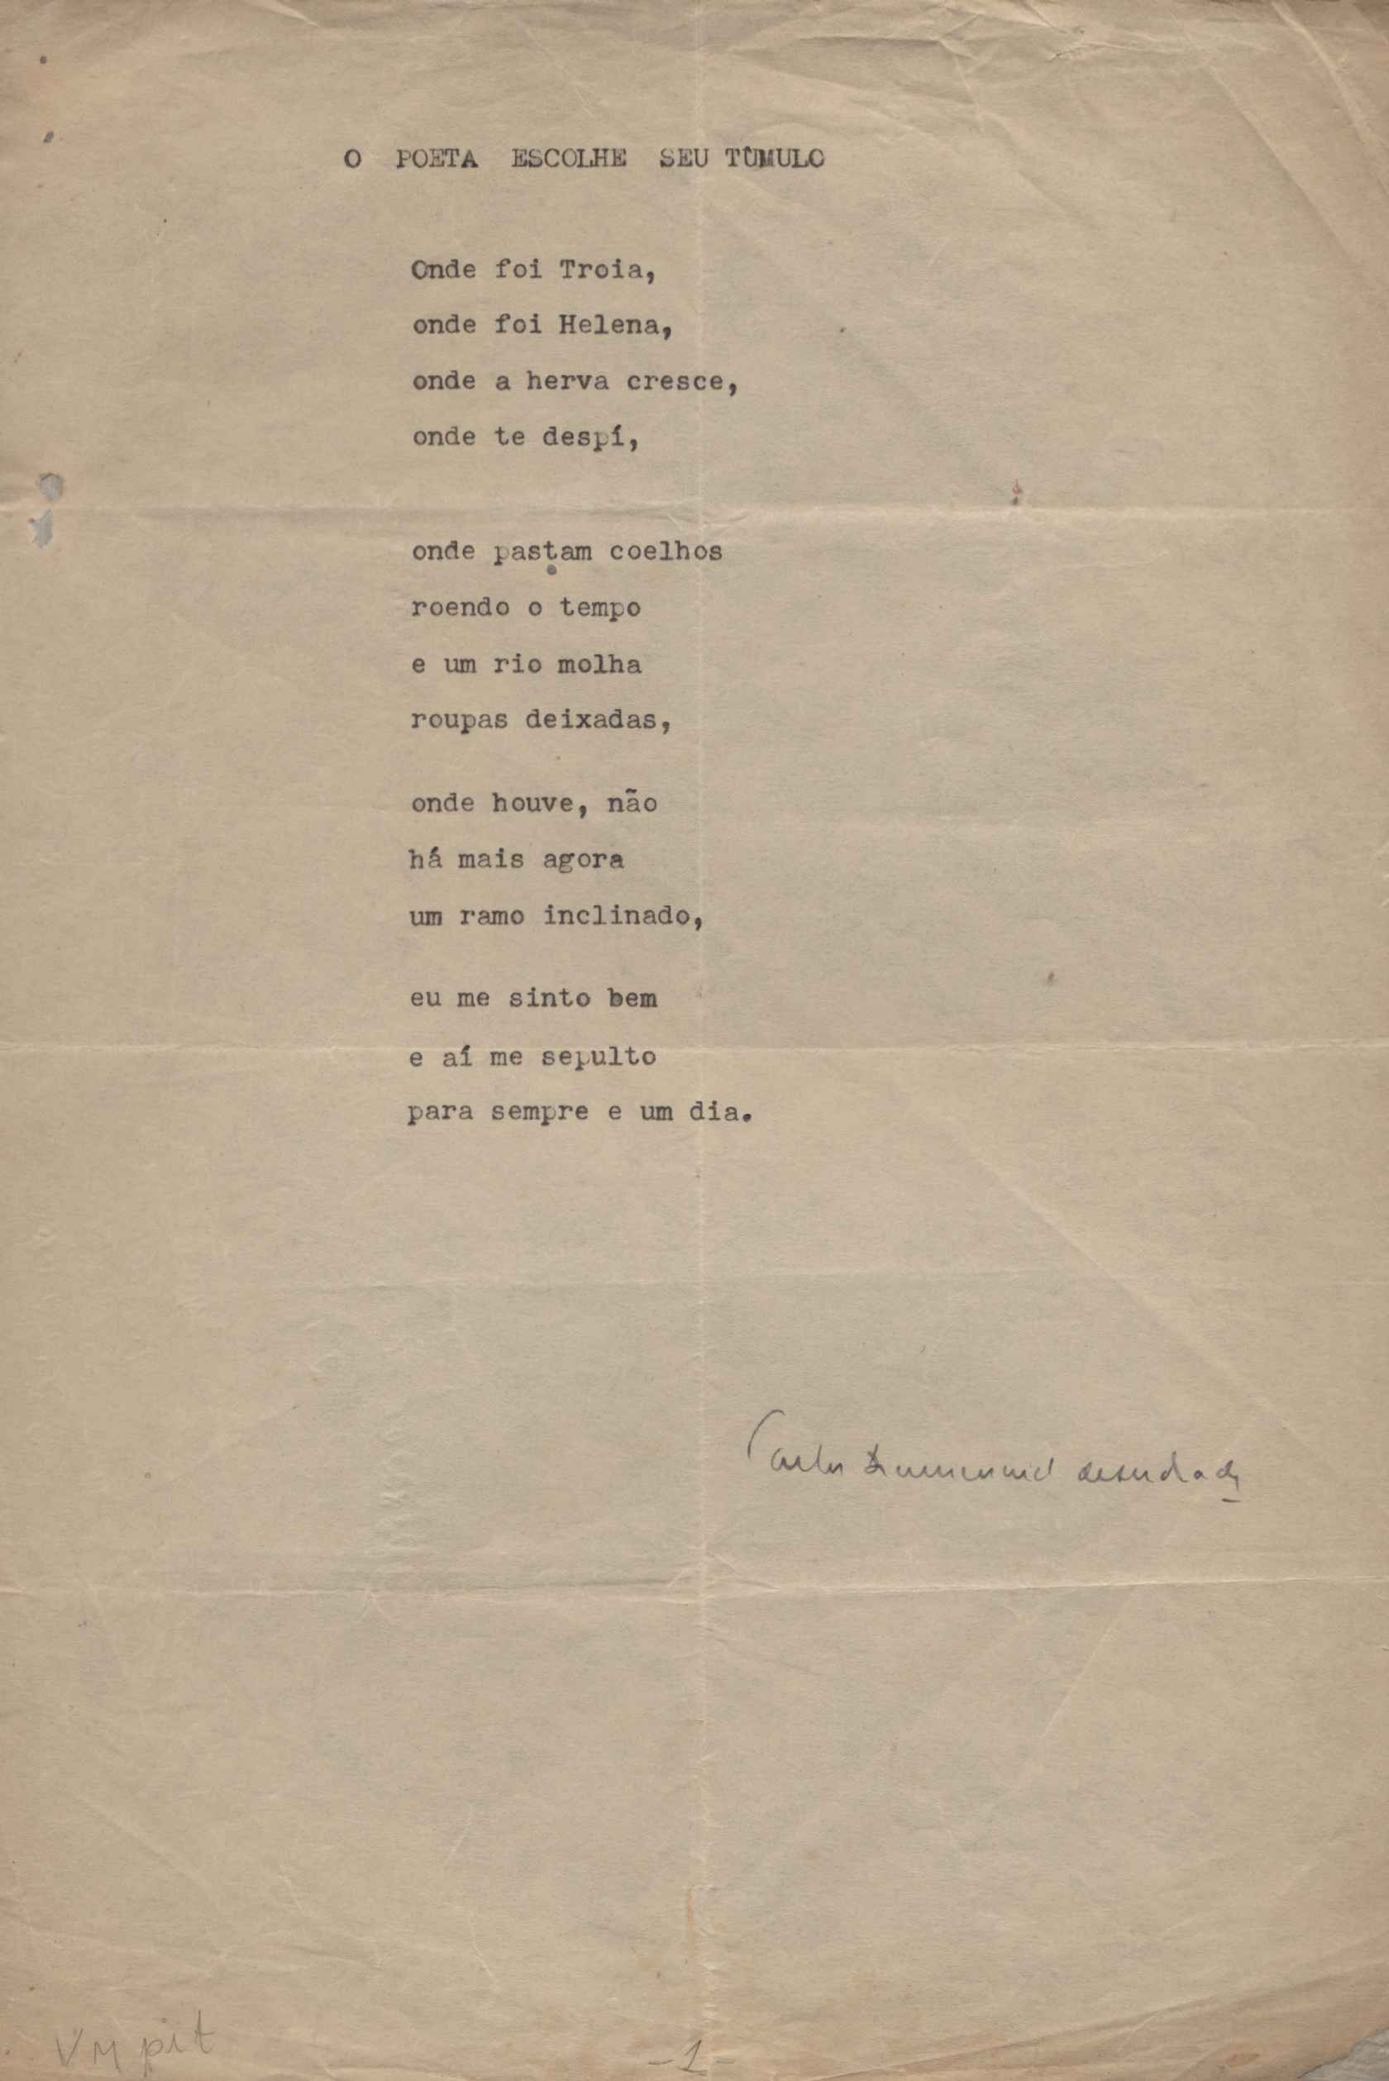 O POETA ESCOLHE SEU TÚMULO
Onde foi Troia,
onde foi Helena,
onde a herva cresce,
onde te despí,
onde pastam coelhos
roendo o tempo
e um rio molha
roupas deixadas,
onde houve, não
há mais agora
um ramo inclinado,
eu me sinto bem
e aí me sepulto
para sempre e um dia.
Carlos Drummond de Andrade
VM pit
-1-